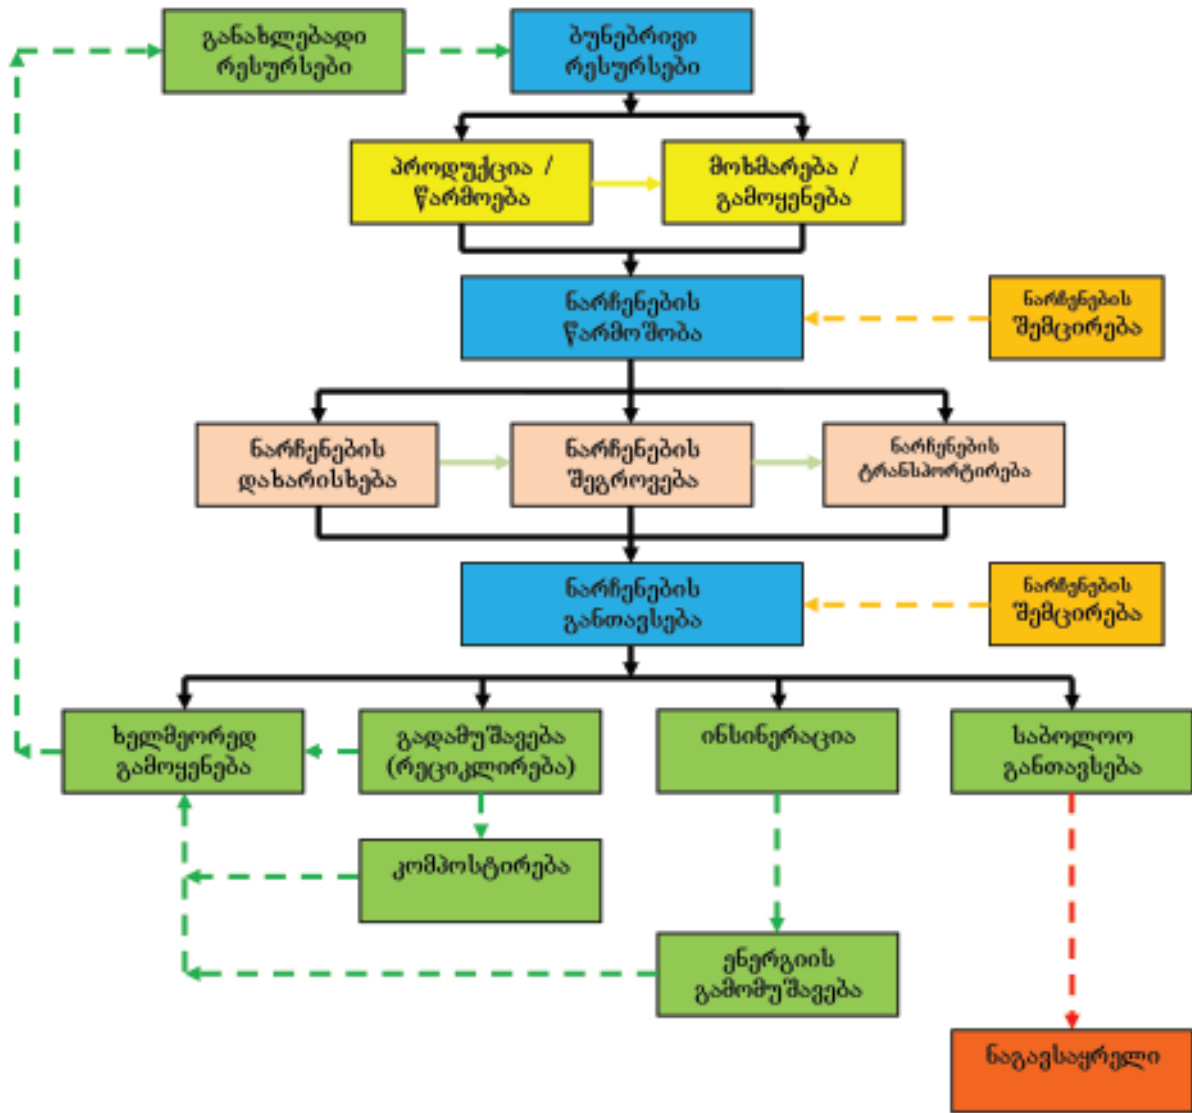 განახლებადი
რესურსები
ბუნებრივი
რესურსები
პროდუქცია /
წარმოება
მოხმარება /
გამოყენება
ნარჩენების
წარმოშობა
ნარჩენების
შემცირება
ნარჩენების
დახარისხება
ნარჩენების
შეგროვება
ნარჩენების
ტრანსპორტირება
ნარჩენების
განთავსება
ნარჩენების
შემცირება
ხელმეორედ
გამოყენება
გადამუშავება
(რეციკლირება)
ინსინერაცია
საბოლოო
განთავსება
კომპოსტირება
ენერგიის
გამომუშავება
ნაგავსაყრელი